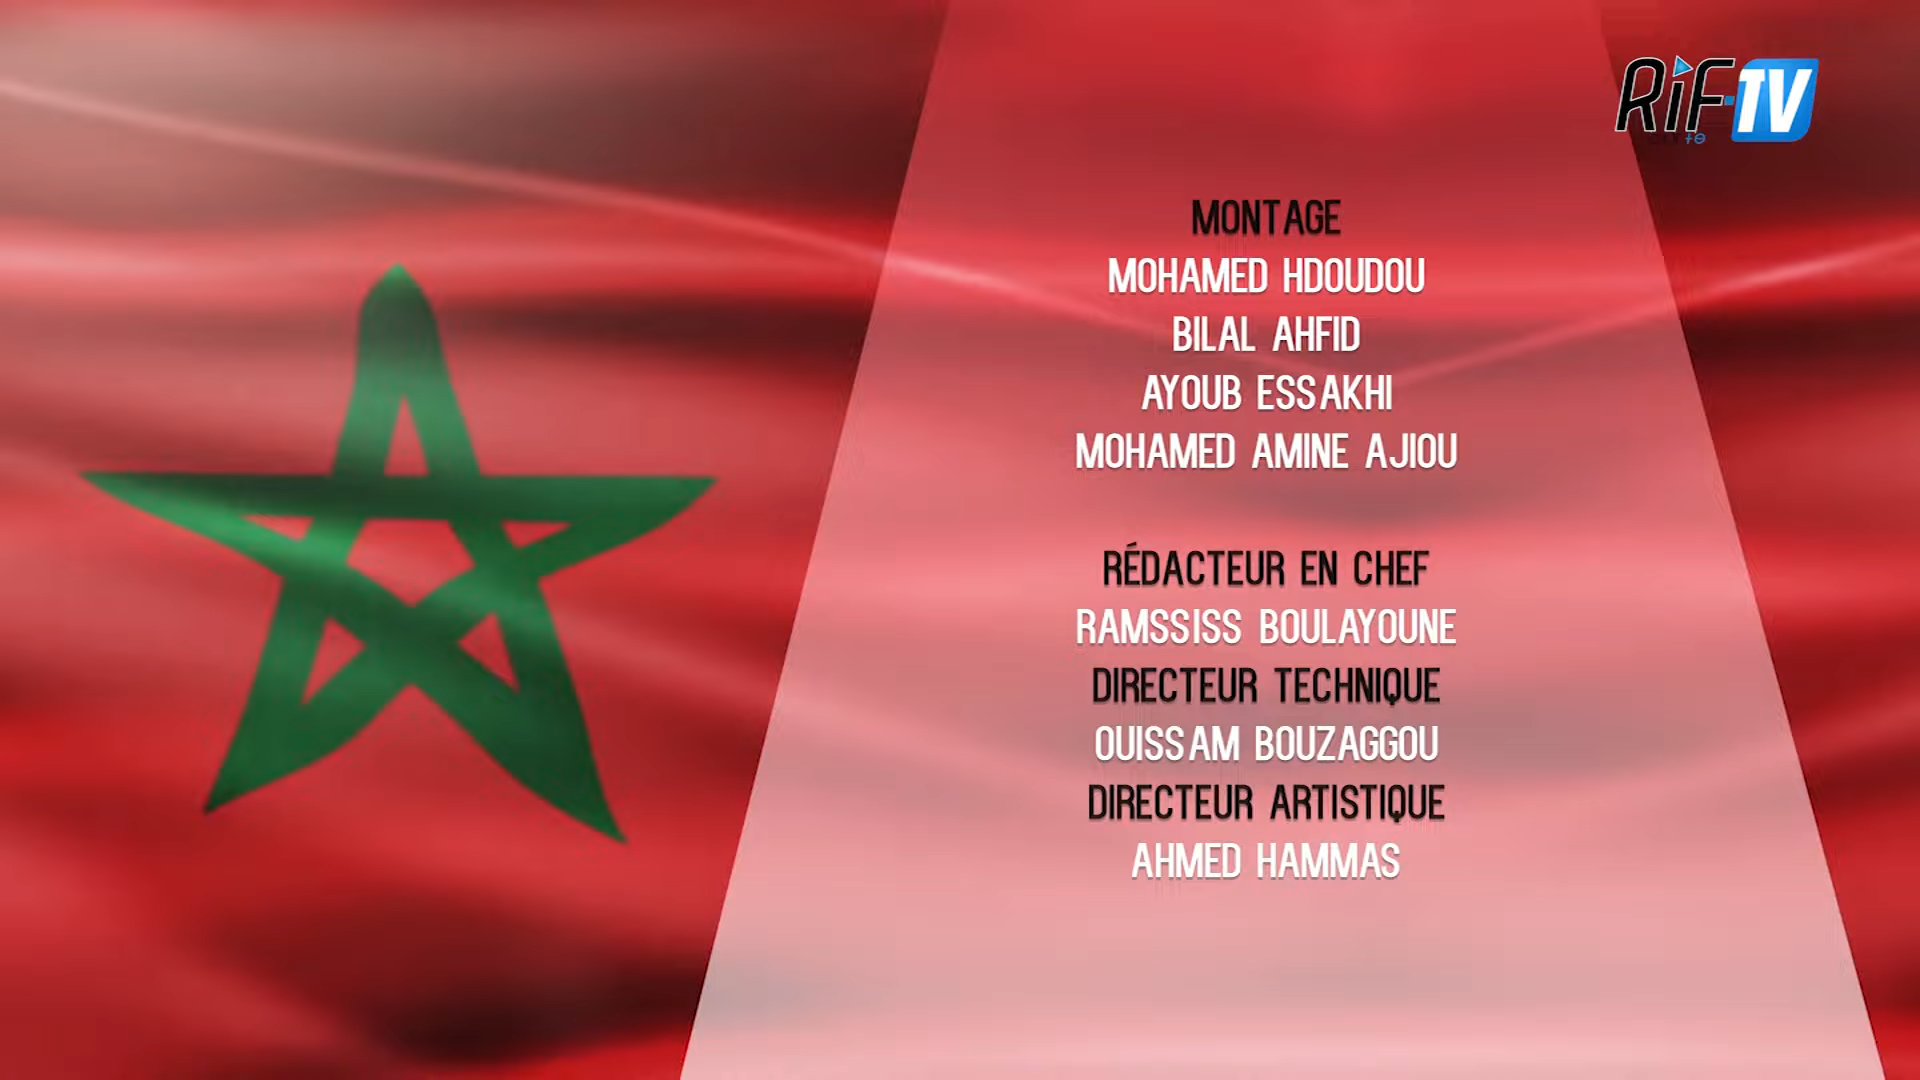 RiF-TV
MONTAGE
MOHAMED HDOUDOU
BILAL AHFID
AYOUB ESSAKHI
MOHAMED AMINE AJIOU
RÉDACTEUR EN CHEF
RAMSSISS BOULAYOUNE
DIRECTEUR TECHNIQUE
OUISSAM BOUZAGGOU
DIRECTEUR ARTISTIQUE
AHMED HAMMAS